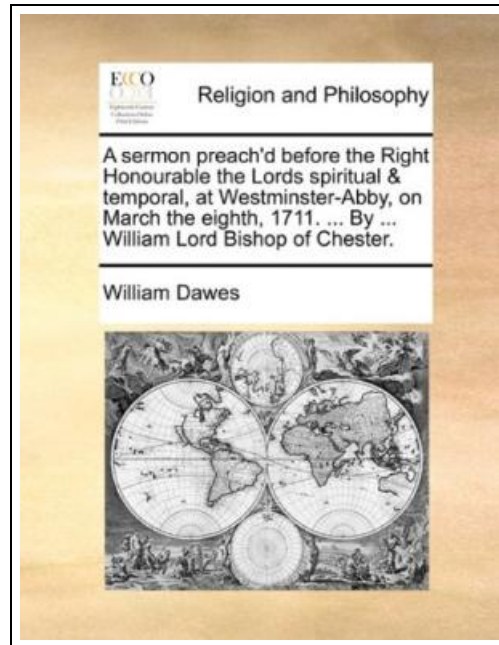 ECCO
Religion and Philosophy
A sermon preach'd before the Right
Honourable the Lords spiritual &
temporal, at Westminster-Abby, on
March the eighth, 1711. ... By ...
William Lord Bishop of Chester.
William Dawes